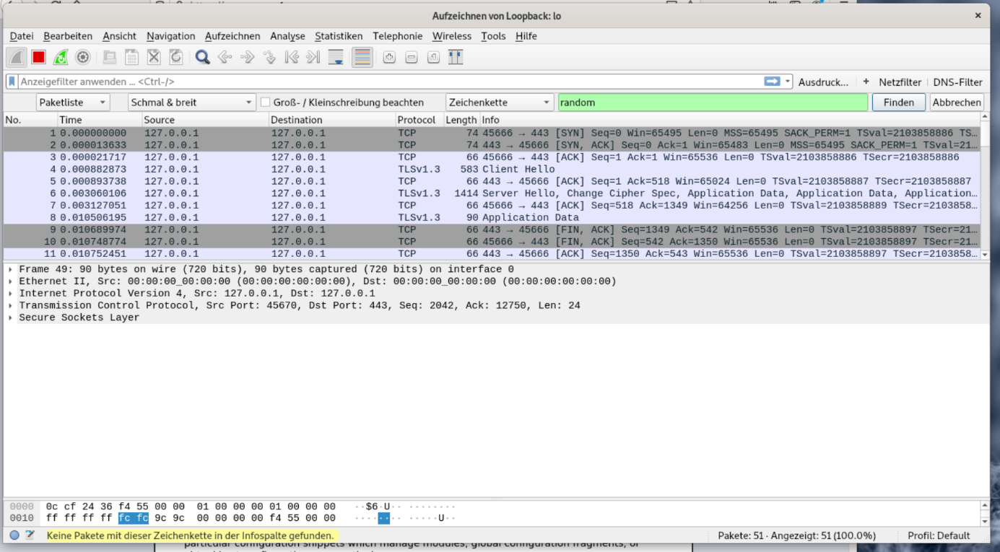 Aufzeichnen von Loopback: lo
Datei Bearbeiten Ansicht Navigation Aufzeichnen Analyse Statistiken Telephonie Wireless Tools Hilfe
Anzeigefilter anwenden … <Ctrl-/> Ausdruck… + Netzfilter DNS-Filter
Paketliste Schmal & breit Groß- / Kleinschreibung beachten Zeichenkette random Finden Abbrechen
No. Time Source Destination Protocol Length Info
1 0.000000000 127.0.0.1 127.0.0.1 TCP 74 45666 → 443 [SYN] Seq=0 Win=65495 Len=0 MSS=65495 SACK_PERM=1 TSval=2103858886 TS…
2 0.000013633 127.0.0.1 127.0.0.1 TCP 74 443 → 45666 [SYN, ACK] Seq=0 Ack=1 Win=65483 Len=0 MSS=65495 SACK_PERM=1 TSval=21…
3 0.000021717 127.0.0.1 127.0.0.1 TCP 66 45666 → 443 [ACK] Seq=1 Ack=1 Win=65536 Len=0 TSval=2103858886 TSecr=2103858886
4 0.000882873 127.0.0.1 127.0.0.1 TLSv1.3 583 Client Hello
5 0.000893738 127.0.0.1 127.0.0.1 TCP 66 443 → 45666 [ACK] Seq=1 Ack=518 Win=65024 Len=0 TSval=2103858887 TSecr=2103858887
6 0.003060106 127.0.0.1 127.0.0.1 TLSv1.3 1414 Server Hello, Change Cipher Spec, Application Data, Application Data, Application…
7 0.003127051 127.0.0.1 127.0.0.1 TCP 66 45666 → 443 [ACK] Seq=518 Ack=1349 Win=64256 Len=0 TSval=2103858889 TSecr=2103858…
8 0.010506195 127.0.0.1 127.0.0.1 TLSv1.3 90 Application Data
9 0.010689974 127.0.0.1 127.0.0.1 TCP 66 443 → 45666 [FIN, ACK] Seq=1349 Ack=542 Win=65536 Len=0 TSval=2103858897 TSecr=21…
10 0.010748774 127.0.0.1 127.0.0.1 TCP 66 45666 → 443 [FIN, ACK] Seq=542 Ack=1350 Win=65536 Len=0 TSval=2103858897 TSecr=21…
11 0.010752451 127.0.0.1 127.0.0.1 TCP 66 443 → 45666 [ACK] Seq=1350 Ack=543 Win=65536 Len=0 TSval=2103858897 TSecr=2103858…
Frame 49: 90 bytes on wire (720 bits), 90 bytes captured (720 bits) on interface 0
Ethernet II, Src: 00:00:00_00:00:00 (00:00:00:00:00:00), Dst: 00:00:00_00:00:00 (00:00:00:00:00:00)
Internet Protocol Version 4, Src: 127.0.0.1, Dst: 127.0.0.1
Transmission Control Protocol, Src Port: 45670, Dst Port: 443, Seq: 2042, Ack: 12750, Len: 24
Secure Sockets Layer
0000 0c cf 24 36 f4 55 00 00 01 00 00 00 01 00 00 00 ··$6·U·· ········
0010 ff ff ff ff fc fc 9c 9c 00 00 00 00 f4 55 00 00 ········ ·····U··
Keine Pakete mit dieser Zeichenkette in der Infospalte gefunden. Pakete: 51 · Angezeigt: 51 (100.0%) Profil: Default
particular configuration snippets which manage modules, global configuration fragments, or